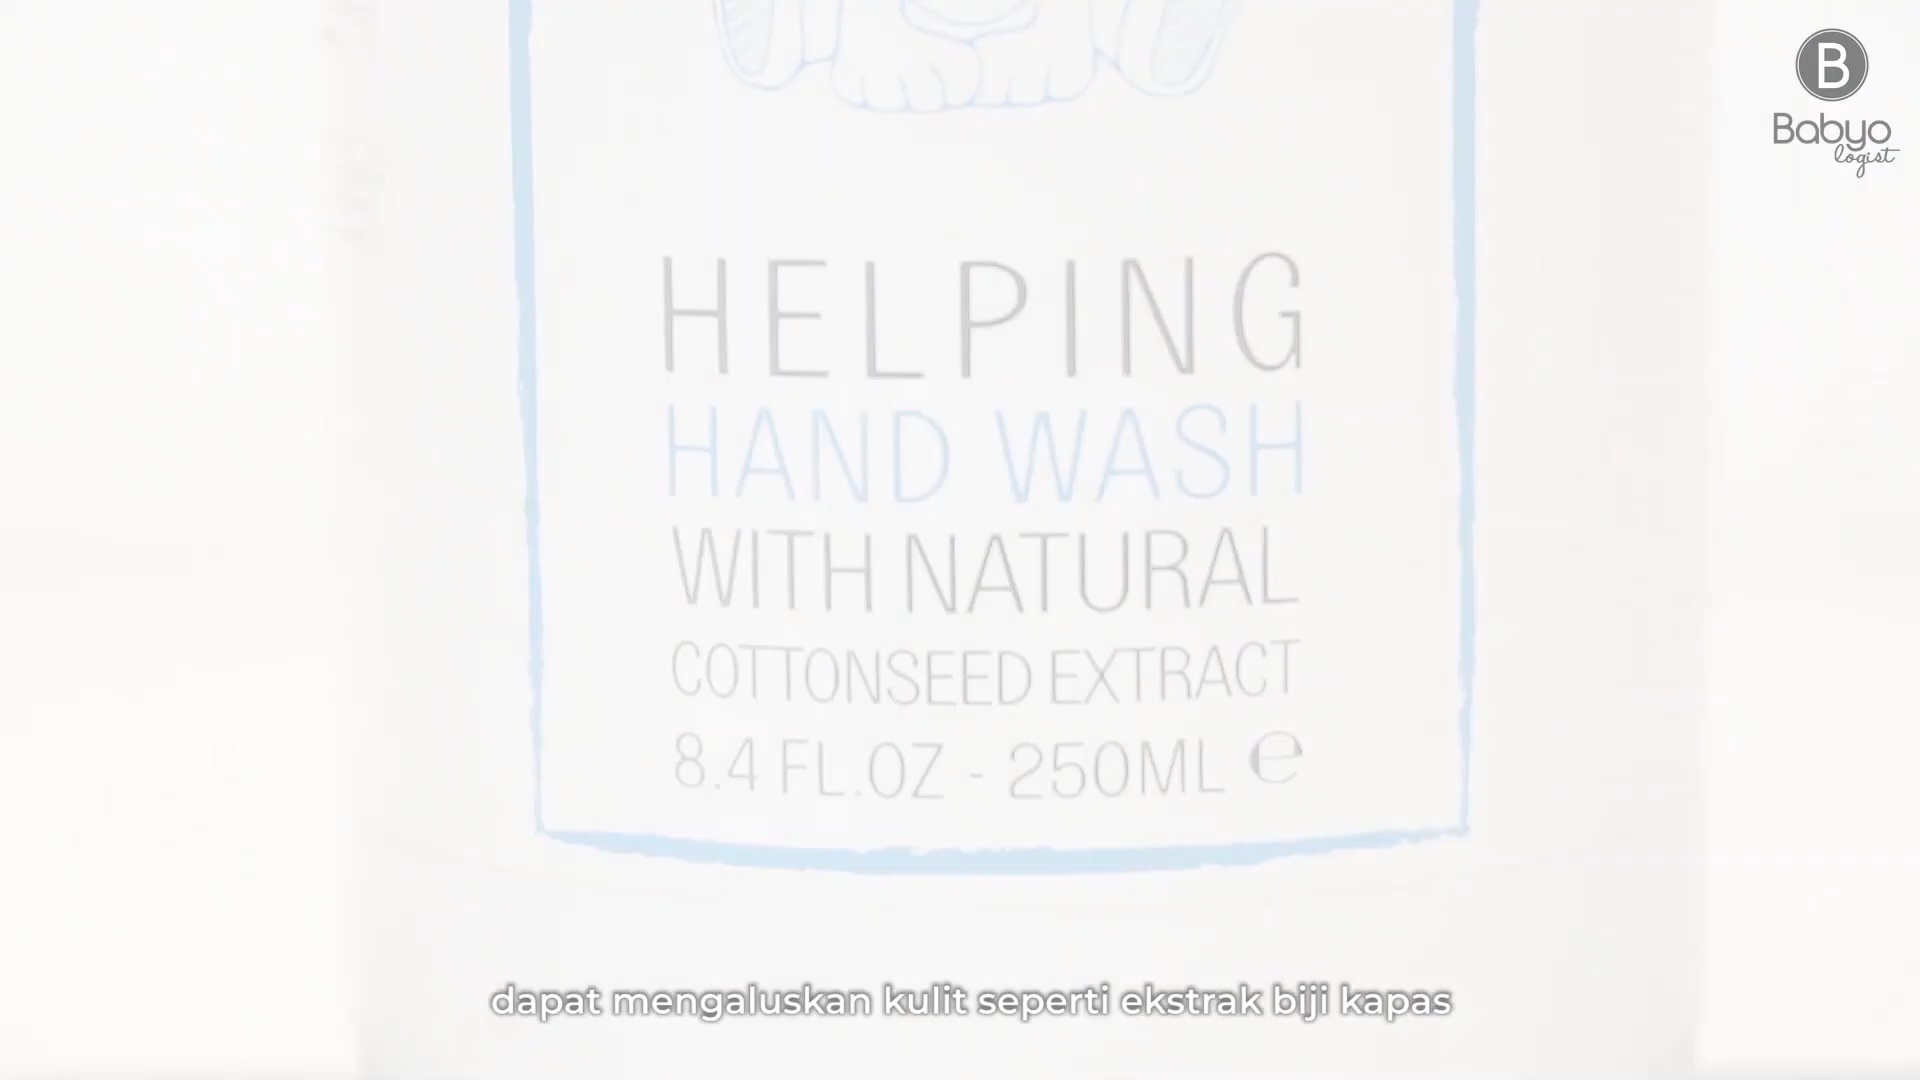 B
Babyo
logist
HELPING
HAND WASH
WITH NATURAL
COTTONSEED EXTRACT
8.4 FL.OZ - 250ML e
dapat mengaluskan kulit seperti ekstrak biji kapas